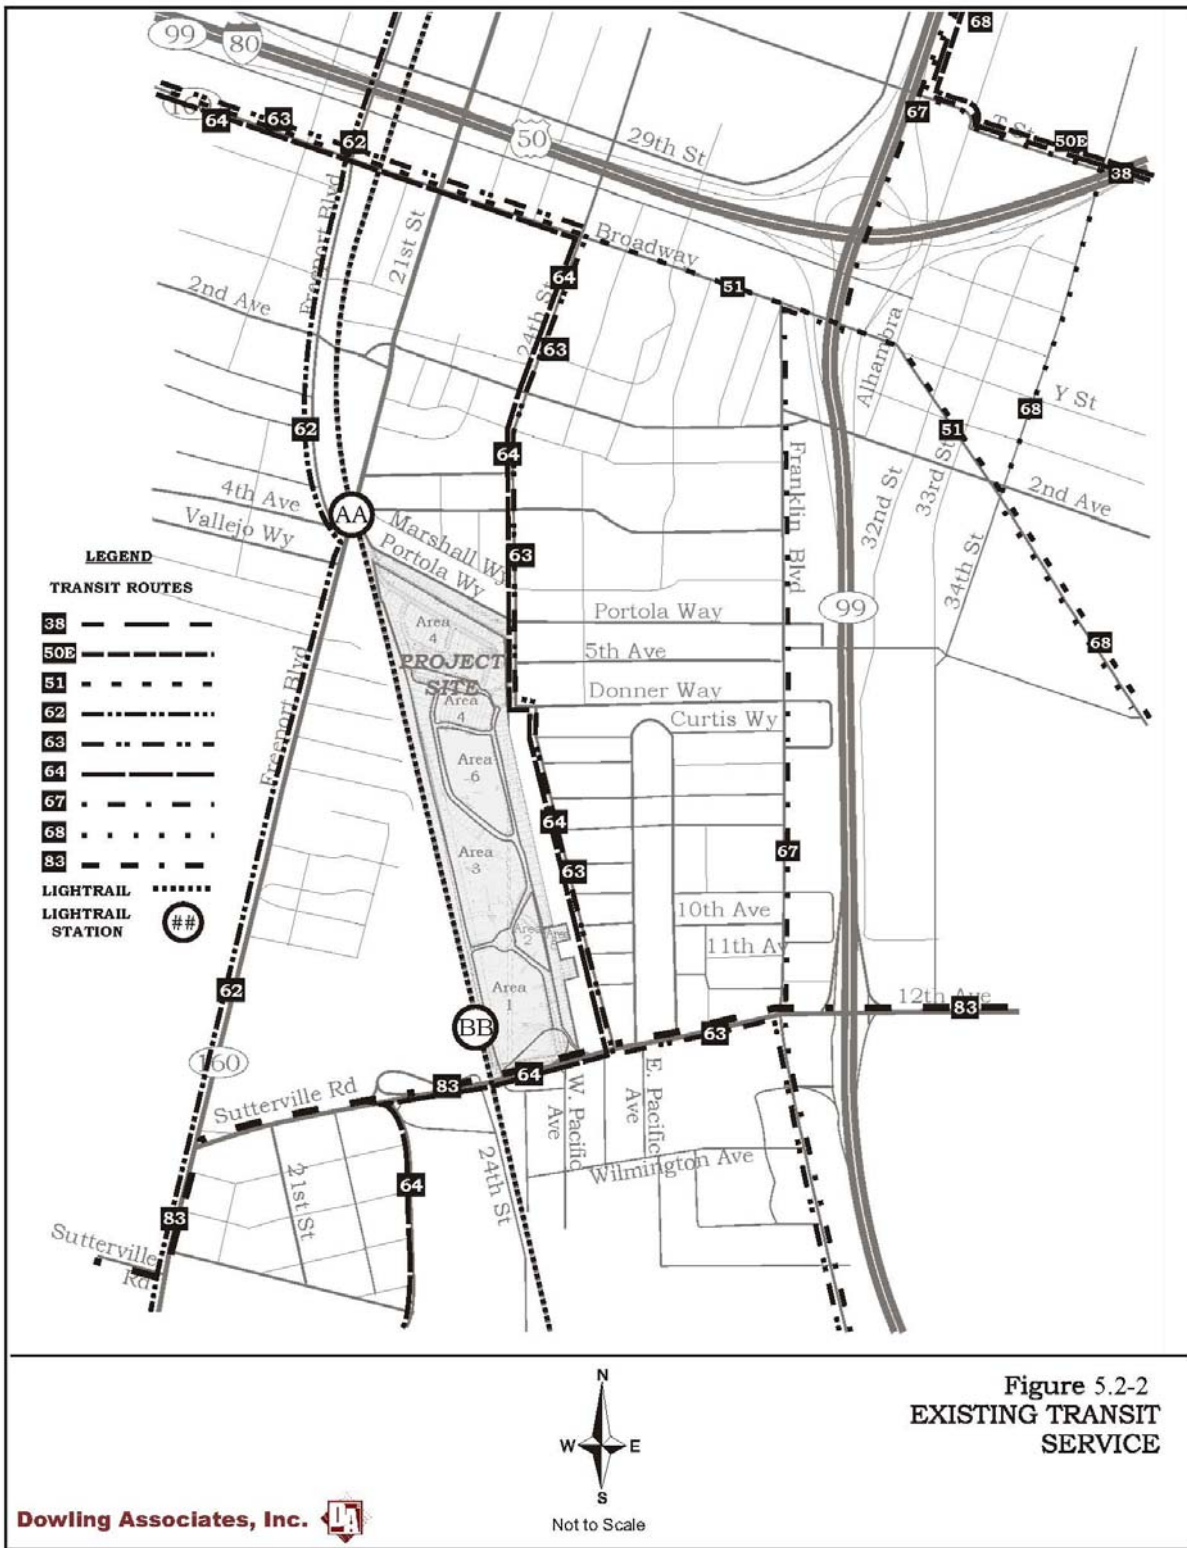 68
99
80
160
64
63
62
67
T St
50E
38
50
29th St
Freeport Blvd
21st St
Broadway
2nd Ave
64
51
24th St
63
Alhambra
Y St
68
62
51
64
Franklin Blvd
32nd St
33rd St
2nd Ave
4th Ave
Vallejo Wy
AA
Marshall Wy
Portola Wy
63
34th St
99
LEGEND
TRANSIT ROUTES
38
50E
51
62
63
64
67
68
83
LIGHTRAIL
LIGHTRAIL
STATION
##
Area
4
PROJECT
SITE
Area
4
Area
6
Area
3
Area
2
Area
Area
1
Portola Way
5th Ave
Donner Way
Curtis Wy
68
Freeport Blvd
64
63
67
10th Ave
11th Av
62
12th Ave
83
BB
63
160
64
83
Sutterville Rd
W. Pacific
Ave
E. Pacific
Ave
Wilmington Ave
24th St
21st St
64
83
Sutterville
Rd
N
W
E
S
Not to Scale
Figure 5.2-2
EXISTING TRANSIT
SERVICE
Dowling Associates, Inc.
DA